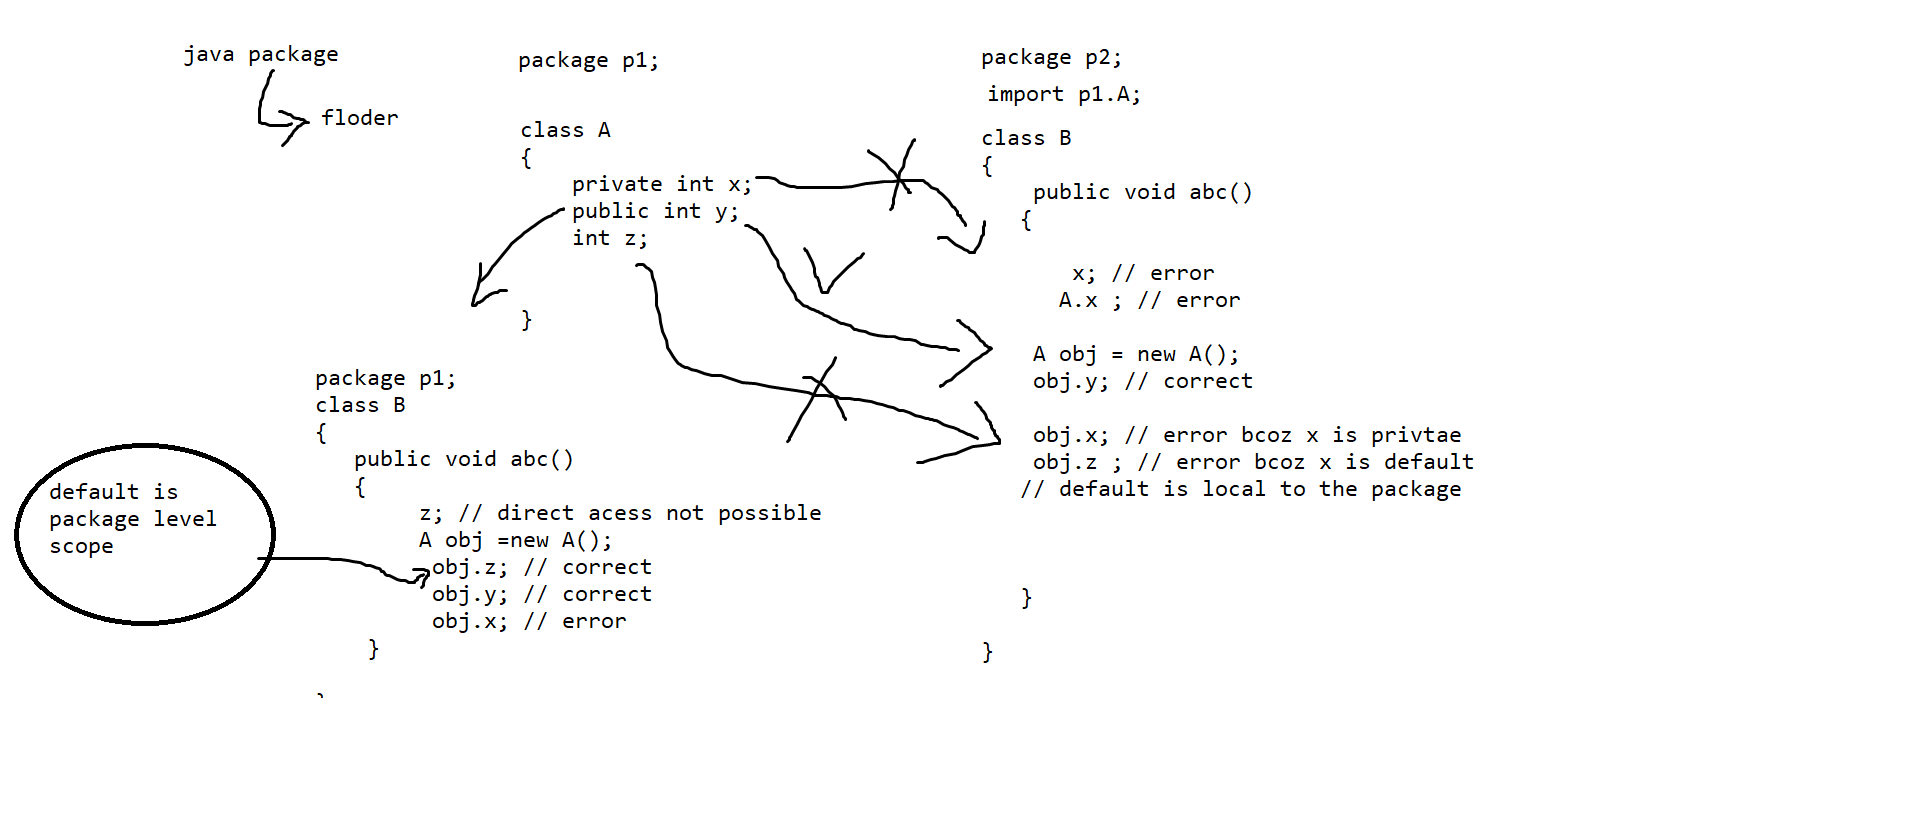 java package
floder
package p1;
class A
{
private int x;
public int y;
int z;
}
package p2;
import p1.A;
class B
{
public void abc()
{
x; // error
A.x ; // error
A obj = new A();
obj.y; // correct
obj.x; // error bcoz x is privtae
obj.z ; // error bcoz x is default
// default is local to the package
}
}
package p1;
class B
{
public void abc()
{
z; // direct acess not possible
A obj =new A();
obj.z; // correct
obj.y; // correct
obj.x; // error
}
default is
package level
scope